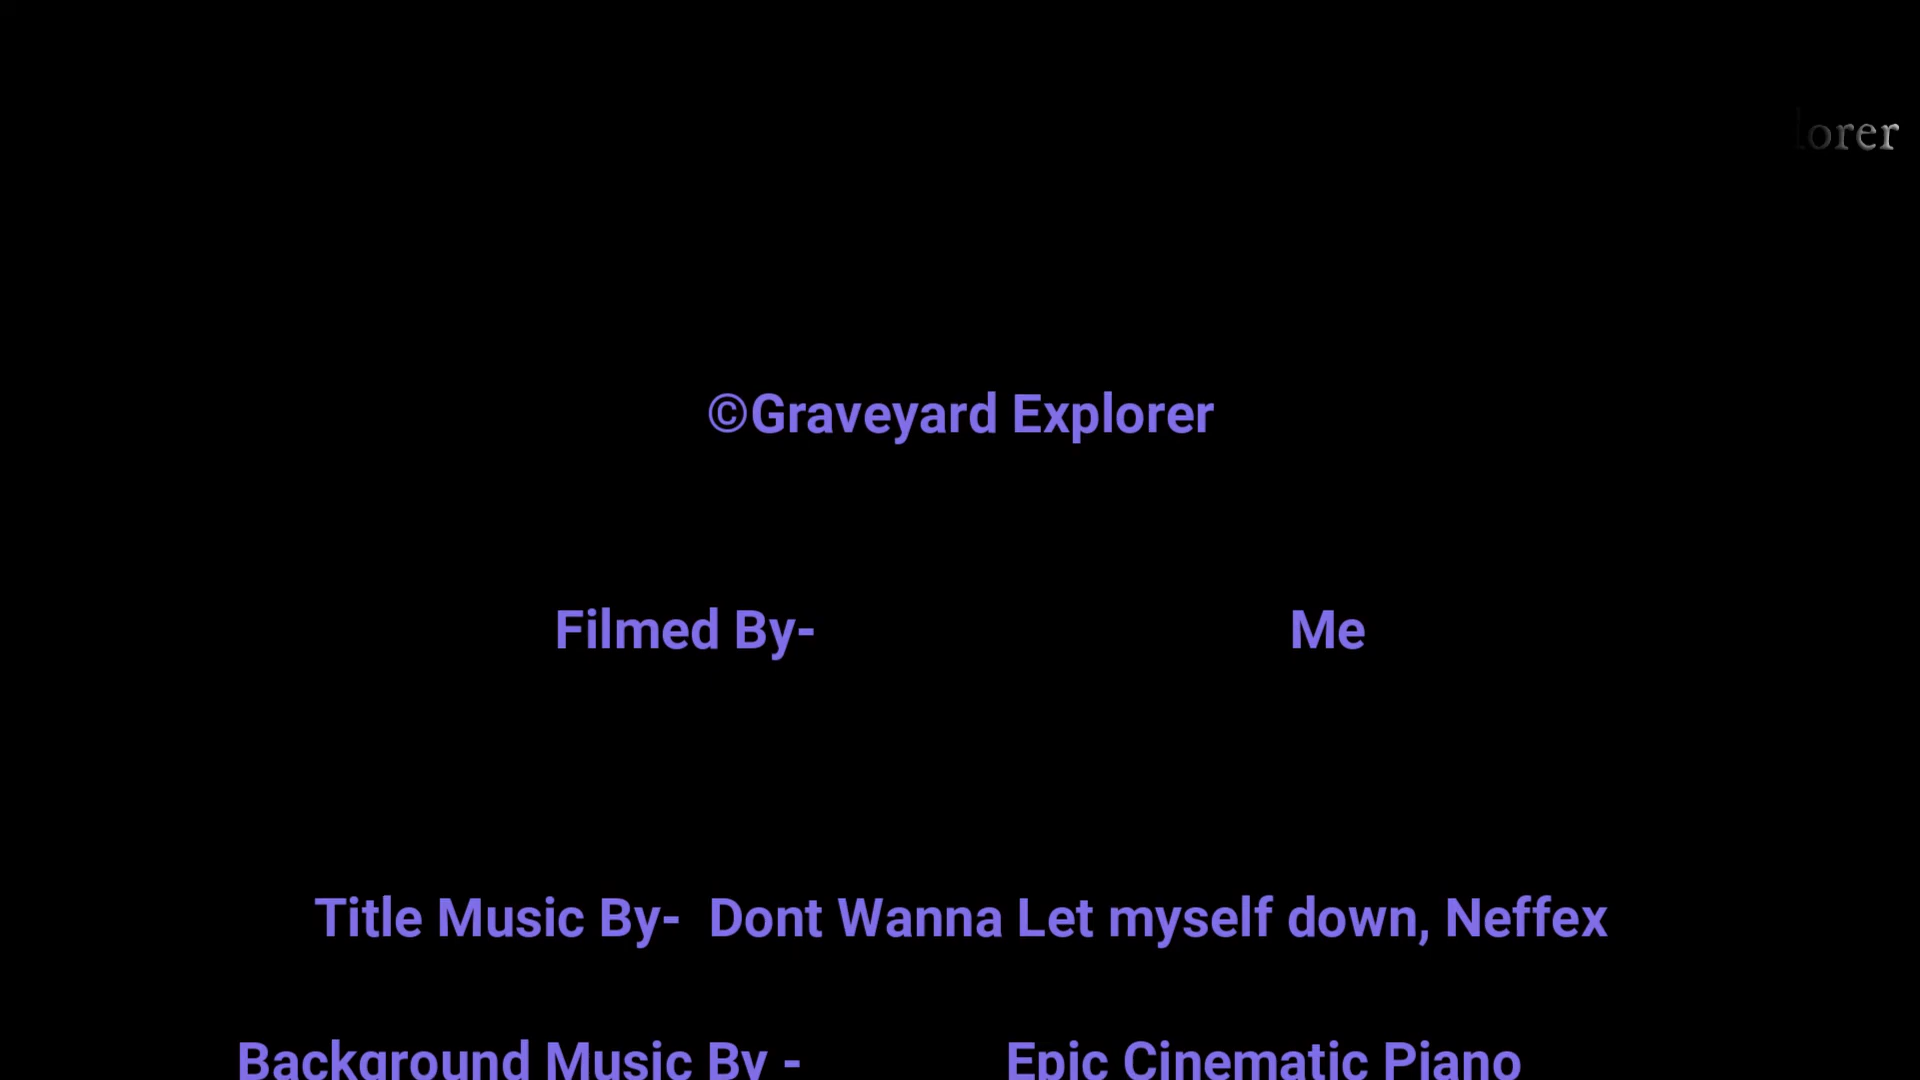 lorer
©Graveyard Explorer
Filmed By- Me
Title Music By- Dont Wanna Let myself down, Neffex
Background Music By - Epic Cinematic Piano